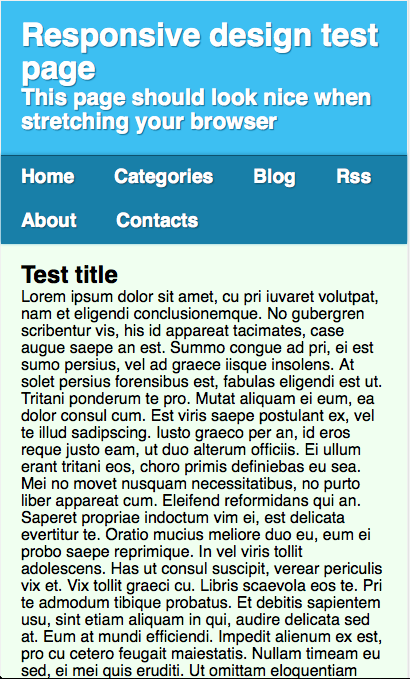 Responsive design test
page
This page should look nice when
stretching your browser
Home Categories Blog Rss
About Contacts
Test title
Lorem ipsum dolor sit amet, cu pri iuvaret volutpat,
nam et eligendi conclusionemque. No gubergren
scribentur vis, his id appareat tacimates, case
augue saepe an est. Summo congue ad pri, ei est
sumo persius, vel ad graece iisque insolens. At
solet persius forensibus est, fabulas eligendi est ut.
Tritani ponderum te pro. Mutat aliquam ei eum, ea
dolor consul cum. Est viris saepe postulant ex, vel
te illud sadipscing. Iusto graeco per an, id eros
reque justo eam, ut duo alterum officiis. Ei ullum
erant tritani eos, choro primis definiebas eu sea.
Mei no movet nusquam necessitatibus, no purto
liber appareat cum. Eleifend reformidans qui an.
Saperet propriae indoctum vim ei, est delicata
evertitur te. Oratio mucius meliore duo eu, eum ei
probo saepe reprimique. In vel viris tollit
adolescens. Has ut consul suscipit, verear periculis
vix et. Vix tollit graeci cu. Libris scaevola eos te. Pri
te admodum tibique probatus. Et debitis sapientem
usu, sint etiam aliquam in qui, audire delicata sed
at. Eum at mundi efficiendi. Impedit alienum ex est,
pro cu cetero feugait maiestatis. Nullam timeam eu
sed, ei mei quis eruditi. Ut omittam eloquentiam